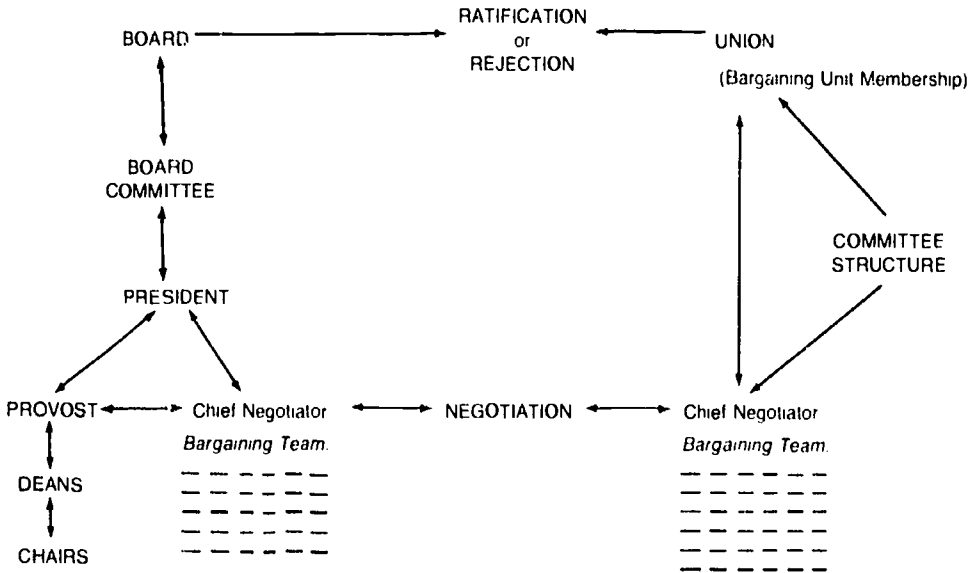 RATIFICATION
or
REJECTION
BOARD
UNION
(Bargaining Unit Membership)
BOARD
COMMITTEE
COMMITTEE
STRUCTURE
PRESIDENT
PROVOST
Chief Negotiator
NEGOTIATION
Chief Negotiator
Bargaining Team.
Bargaining Team.
DEANS
CHAIRS